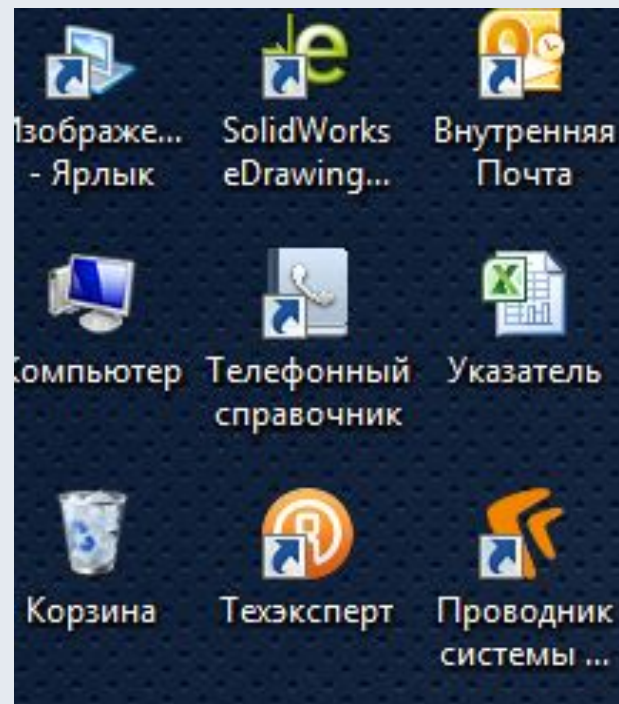 Изображе...
- Ярлык
SolidWorks
eDrawing...
Внутренняя
Почта
Компьютер
Телефонный
справочник
Указатель
Корзина
Техэксперт
Проводник
системы ...